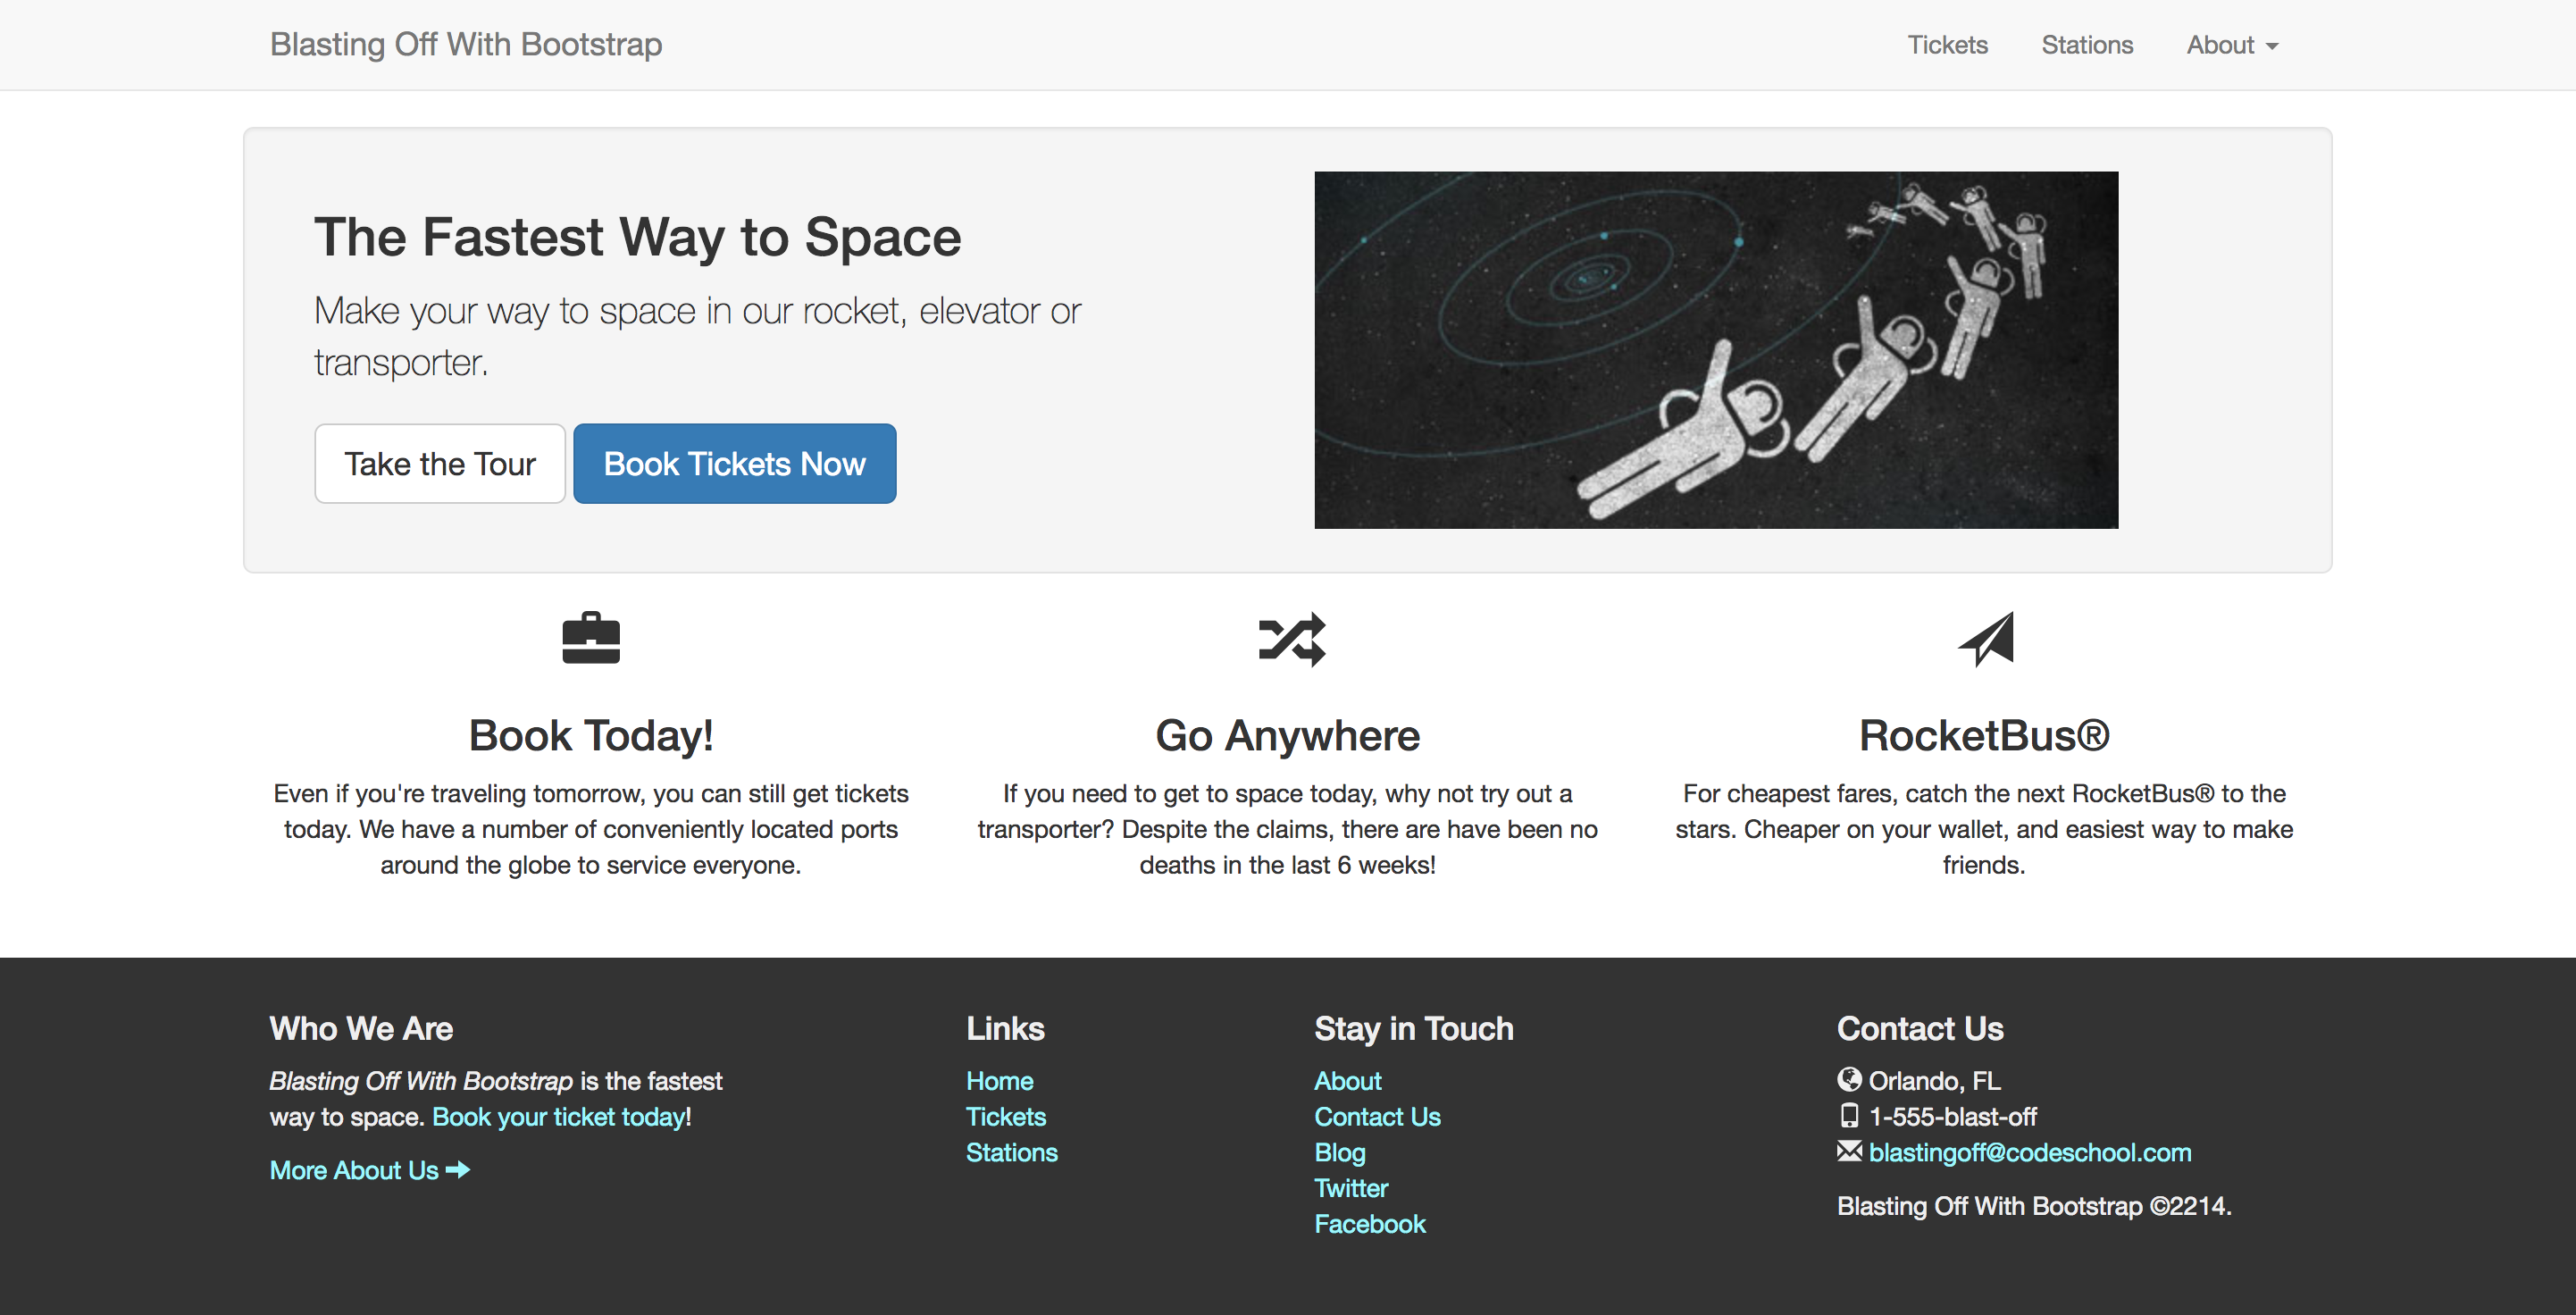 Blasting Off With Bootstrap
Tickets
Stations
About
The Fastest Way to Space
Make your way to space in our rocket, elevator or
transporter.
Take the Tour
Book Tickets Now
Book Today!
Even if you're traveling tomorrow, you can still get tickets
today. We have a number of conveniently located ports
around the globe to service everyone.
Go Anywhere
If you need to get to space today, why not try out a
transporter? Despite the claims, there are have been no
deaths in the last 6 weeks!
RocketBus®
For cheapest fares, catch the next RocketBus® to the
stars. Cheaper on your wallet, and easiest way to make
friends.
Who We Are
Blasting Off With Bootstrap is the fastest
way to space. Book your ticket today!
More About Us
Links
Home
Tickets
Stations
Stay in Touch
About
Contact Us
Blog
Twitter
Facebook
Contact Us
Orlando, FL
1-555-blast-off
blastingoff@codeschool.com
Blasting Off With Bootstrap ©2214.